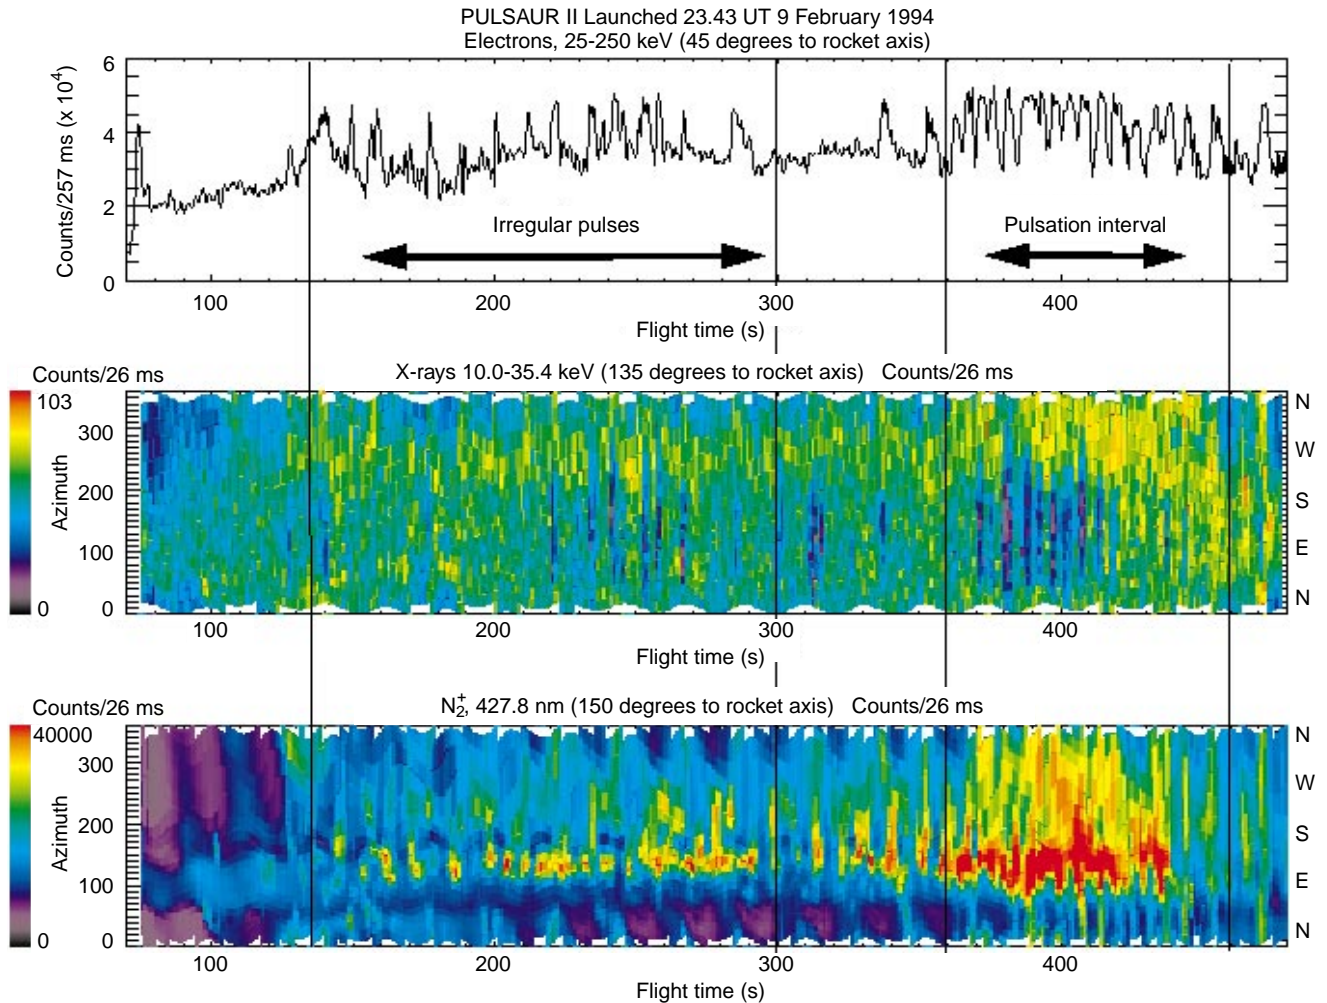 PULSAUR II Launched 23.43 UT 9 February 1994
Electrons, 25-250 keV (45 degrees to rocket axis)
Counts/257 ms (x 10⁴)
6
4
2
0
Irregular pulses
Pulsation interval
100
200
300
400
Flight time (s)
Counts/26 ms
X-rays 10.0-35.4 keV (135 degrees to rocket axis) Counts/26 ms
103
0
Azimuth
300
200
100
0
N
W
S
E
N
100
200
300
400
Flight time (s)
Counts/26 ms
N₂⁺, 427.8 nm (150 degrees to rocket axis) Counts/26 ms
40000
0
Azimuth
300
200
100
0
N
W
S
E
N
100
200
300
400
Flight time (s)